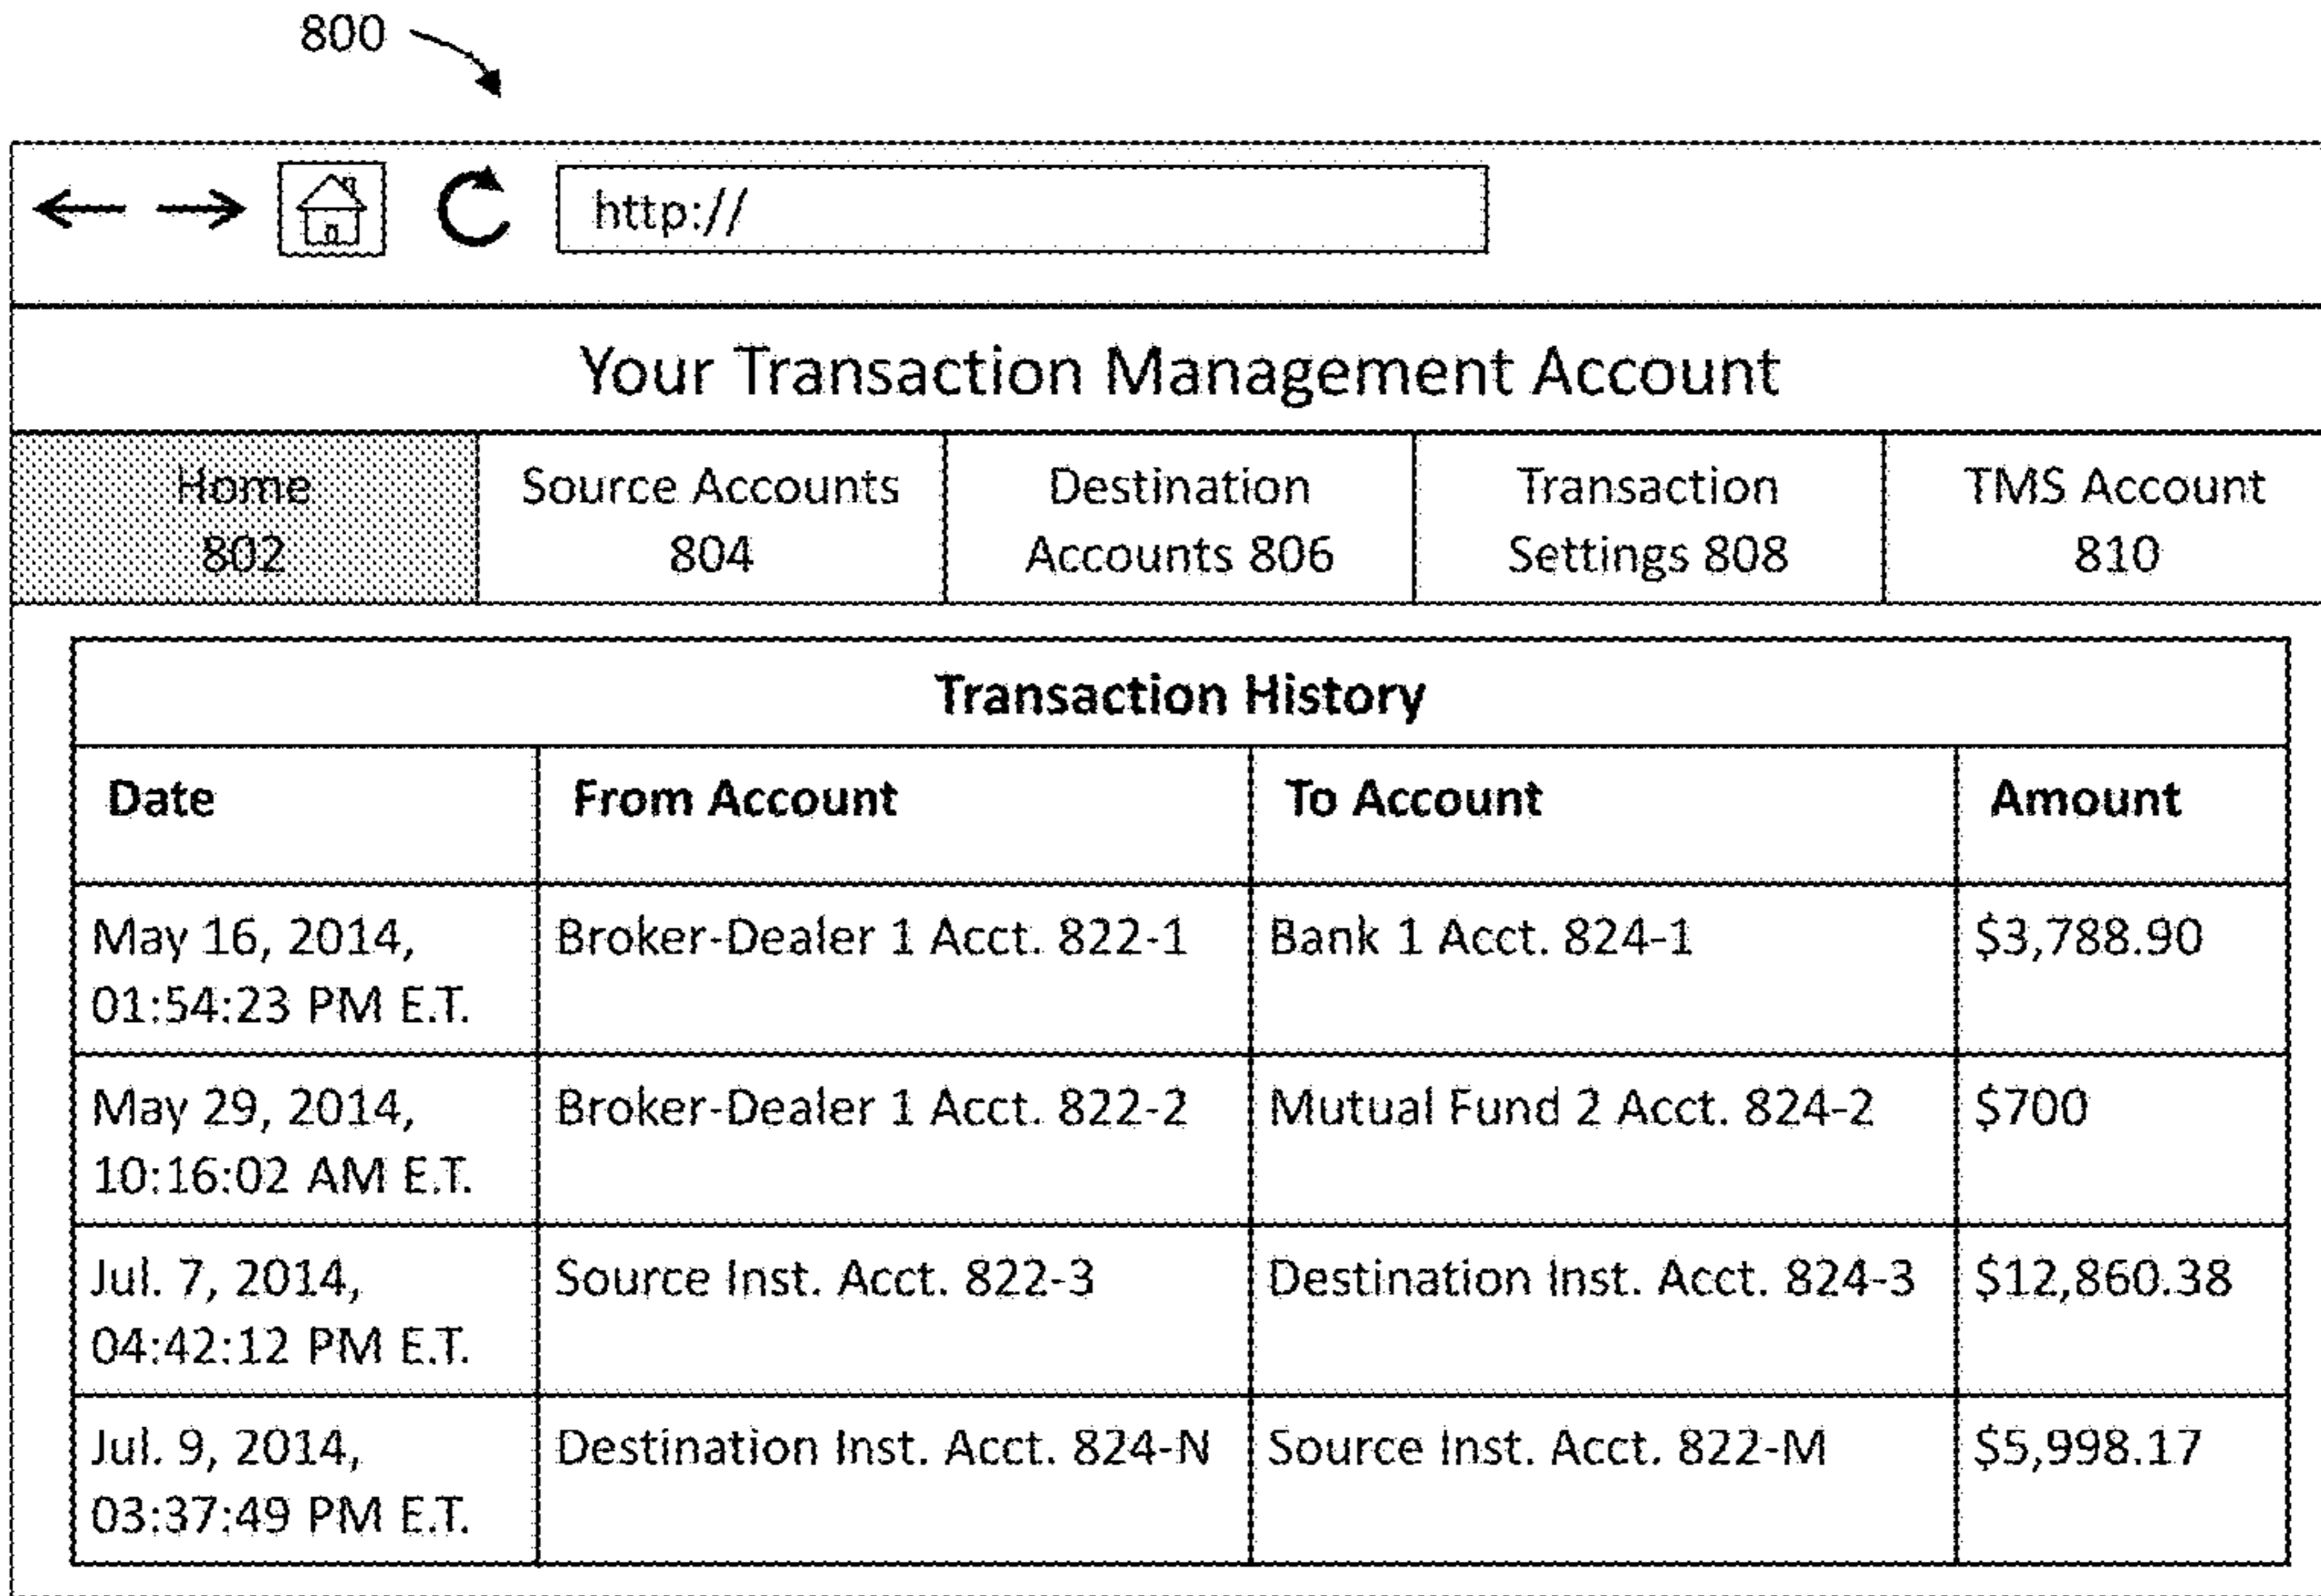 800
http://
Your Transaction Management Account
Home
802
Source Accounts
804
Destination
Accounts 806
Transaction
Settings 808
TMS Account
810
Transaction History
Date From Account To Account Amount
May 16, 2014,
01:54:23 PM E.T.
Broker-Dealer 1 Acct. 822-1
Bank 1 Acct. 824-1
$3,788.90
May 29, 2014,
10:16:02 AM E.T.
Broker-Dealer 1 Acct. 822-2
Mutual Fund 2 Acct. 824-2
$700
Jul. 7, 2014,
04:42:12 PM E.T.
Source Inst. Acct. 822-3
Destination Inst. Acct. 824-3
$12,860.38
Jul. 9, 2014,
03:37:49 PM E.T.
Destination Inst. Acct. 824-N
Source Inst. Acct. 822-M
$5,998.17